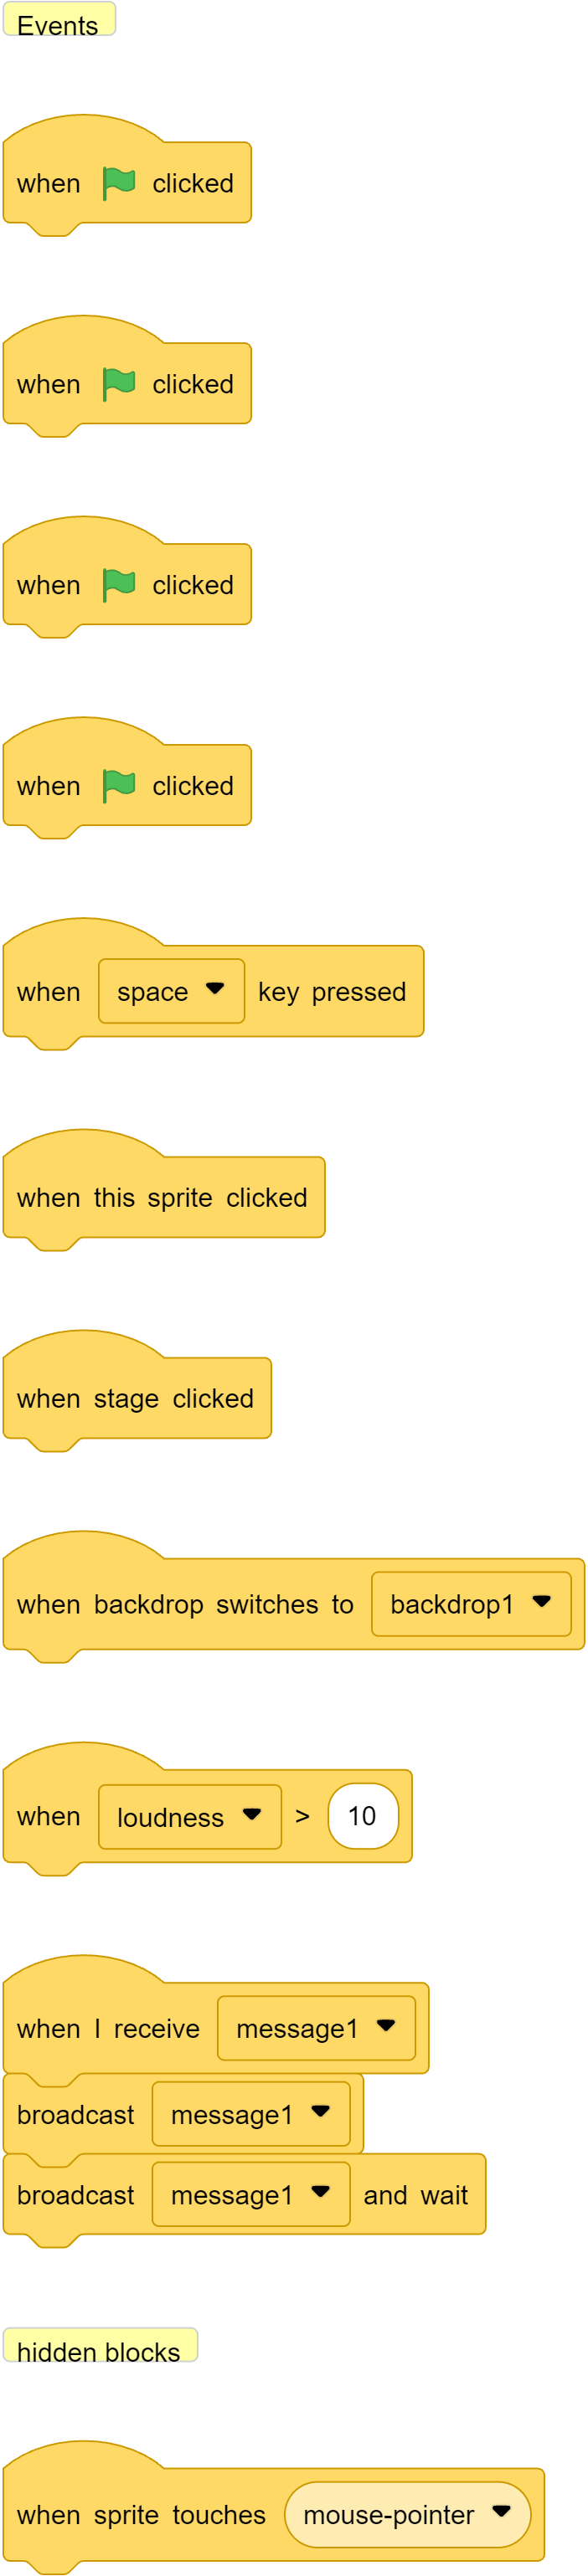 Events
when clicked
when clicked
when clicked
when clicked
when space key pressed
when this sprite clicked
when stage clicked
when backdrop switches to backdrop1
when loudness > 10
when I receive message1
broadcast message1
broadcast message1 and wait
hidden blocks
when sprite touches mouse-pointer